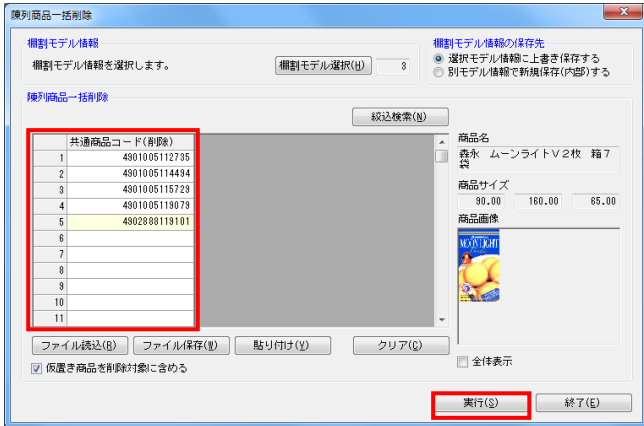 陳列商品一括削除
棚割モデル情報
棚割モデル情報を選択します。
棚割モデル選択(H)
3
棚割モデル情報の保存先
選択モデル情報に上書き保存する
別モデル情報で新規保存(内部)する
陳列商品一括削除
絞込検索(N)
共通商品コード(削除)
1 4901005112735
2 4901005114494
3 4901005115729
4 4901005119079
5 4902888119101
6
7
8
9
10
11
商品名
森永 ムーンライトV2枚 箱7
袋
商品サイズ
90.00 160.00 65.00
商品画像
MOONLIGHT
全体表示
ファイル読込(R) ファイル保存(W) 貼り付け(V) クリア(C)
仮置き商品を削除対象に含める
実行(S) 終了(E)